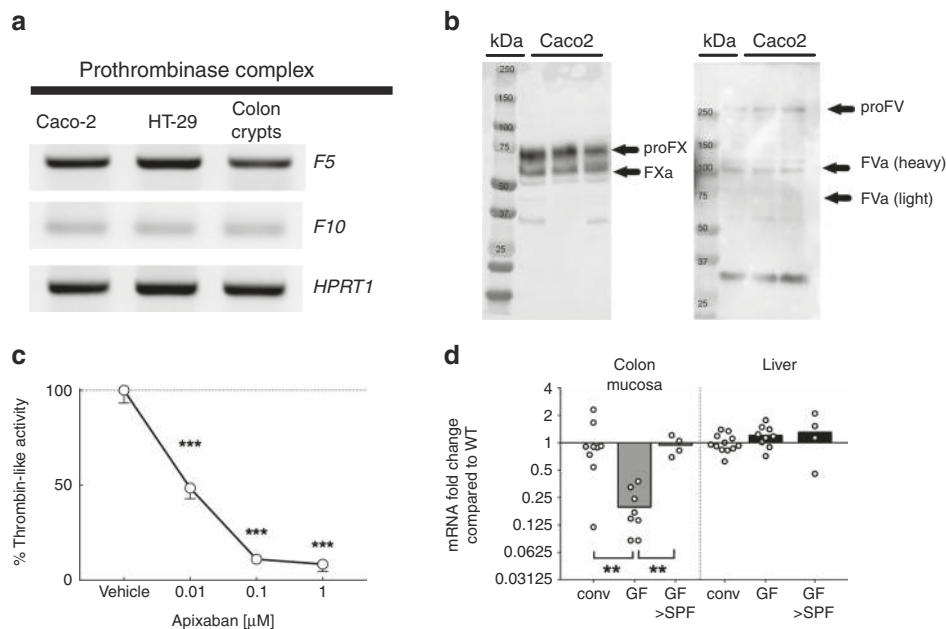 a
Prothrombinase complex
Caco-2 HT-29 Colon crypts
F5
F10
HPRT1
b
kDa Caco2
250
150
100
75
50
37
25
proFX
FXa
kDa Caco2
250
150
100
75
50
37
25
proFV
FVa (heavy)
FVa (light)
c
% Thrombin-like activity
100
50
0
***
***
***
Vehicle 0.01 0.1 1
Apixaban [μM]
d
Colon mucosa
Liver
mRNA fold change
compared to WT
4
2
1
0.5
0.25
0.125
0.0625
0.03125
** **
conv GF GF >SPF conv GF GF >SPF